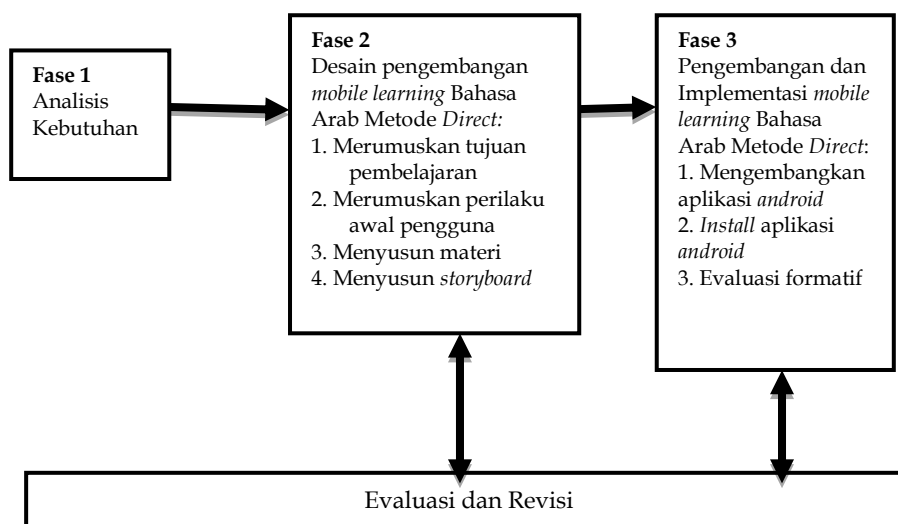 Fase 1
Analisis
Kebutuhan
Fase 2
Desain pengembangan
mobile learning Bahasa
Arab Metode Direct:
1. Merumuskan tujuan
pembelajaran
2. Merumuskan perilaku
awal pengguna
3. Menyusun materi
4. Menyusun storyboard
Fase 3
Pengembangan dan
Implementasi mobile
learning Bahasa
Arab Metode Direct:
1. Mengembangkan
aplikasi android
2. Install aplikasi
android
3. Evaluasi formatif
Evaluasi dan Revisi